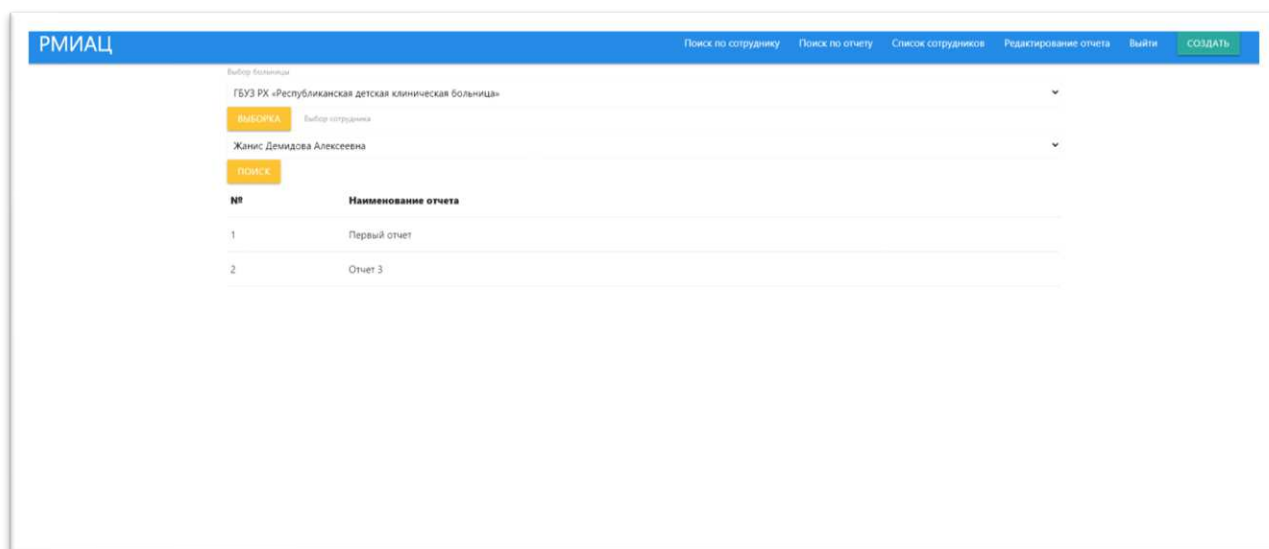 РМИАЦ Поиск по сотруднику Поиск по отчету Список сотрудников Редактирование отчета Выйти СОЗДАТЬ
Выбор больницы
ГБУЗ РХ «Республиканская детская клиническая больница»
ВЫБОРКА Выбор сотрудника
Жанис Демидова Алексеевна
ПОИСК
№ Наименование отчета
1 Первый отчет
2 Отчет 3